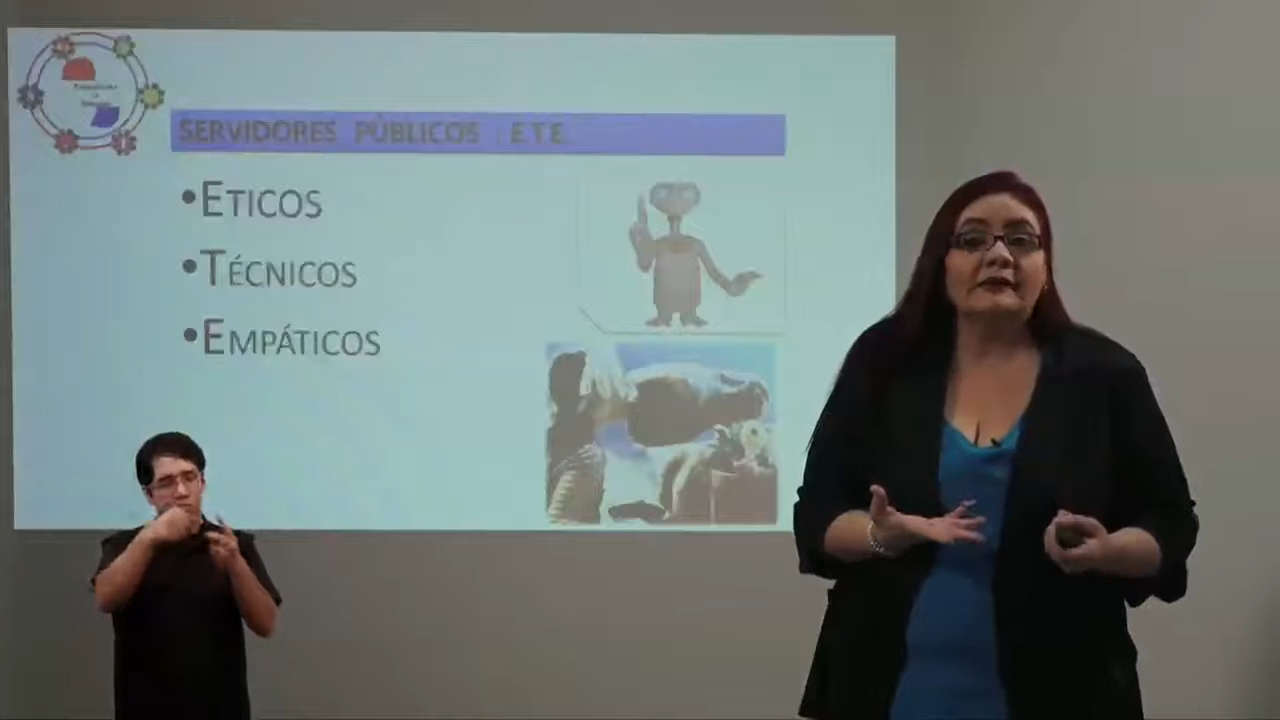 SERVIDORES PÚBLICOS : E T E
•ETICOS
•TÉCNICOS
•EMPÁTICOS